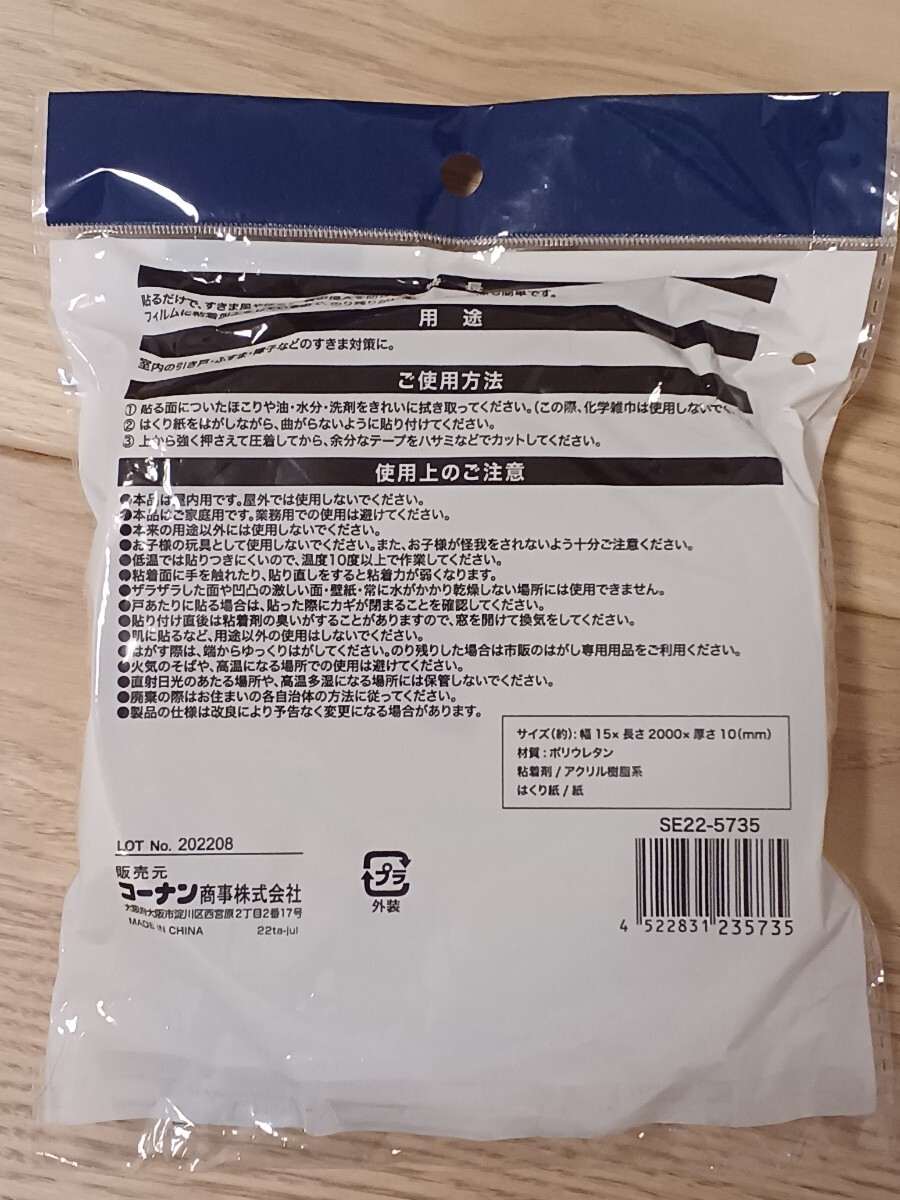 長
貼るだけで、すきま風や
簡単です。
フィルムに粘着剤
用 途
室内の引き戸・ふすま・障子などのすきま対策に。
ご使用方法
① 貼る面についたほこりや油・水分・洗剤をきれいに拭き取ってください。(この際、化学雑巾は使用しないで
② はくり紙をはがしながら、曲がらないように貼り付けてください。
③ 上から強く押さえて圧着してから、余分なテープをハサミなどでカットしてください。
使用上のご注意
●本品は屋内用です。屋外では使用しないでください。
●本品はご家庭用です。業務用での使用は避けてください。
●本来の用途以外には使用しないでください。
●お子様の玩具として使用しないでください。また、お子様が怪我をされないよう十分ご注意ください。
●低温では貼りつきにくいので、温度10度以上で作業してください。
●粘着面に手を触れたり、貼り直しをすると粘着力が弱くなります。
●ザラザラした面や凹凸の激しい面・壁紙・常に水がかかり乾燥しない場所には使用できません。
●戸あたりに貼る場合は、貼った際にカギが閉まることを確認してください。
●貼り付け直後は粘着剤の臭いがすることがありますので、窓を開けて換気をしてください。
●肌に貼るなど、用途以外の使用はしないでください。
●はがす際は、端からゆっくりはがしてください。のり残りした場合は市販のはがし専用用品をご利用ください。
●火気のそばや、高温になる場所での使用は避けてください。
●直射日光のあたる場所や、高温多湿になる場所には保管しないでください。
●廃棄の際はお住まいの各自治体の方法に従ってください。
●製品の仕様は改良により予告なく変更になる場合があります。
サイズ(約):幅15×長さ2000×厚さ10(mm)
材質:ポリウレタン
粘着剤/アクリル樹脂系
はくり紙/紙
SE22-5735
4 522831 235735
LOT No. 202208
販売元
コーナン商事株式会社
大阪府大阪市淀川区西宮原2丁目2番17号
MADE IN CHINA 22ta-jul
プラ
外装